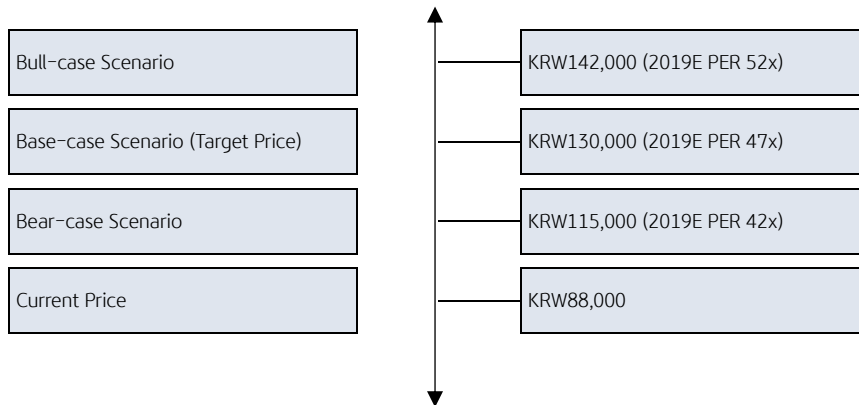 Bull-case Scenario
KRW142,000 (2019E PER 52x)
Base-case Scenario (Target Price)
KRW130,000 (2019E PER 47x)
Bear-case Scenario
KRW115,000 (2019E PER 42x)
Current Price
KRW88,000